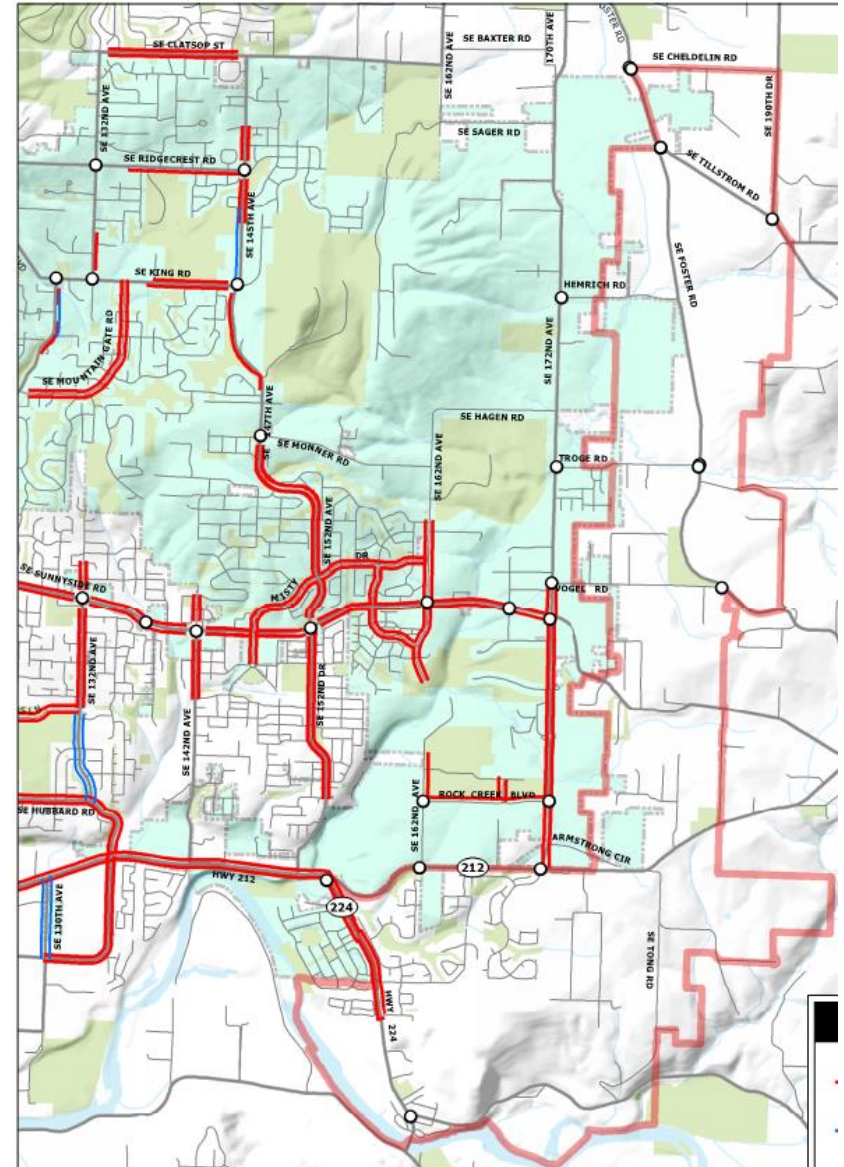 SE CLATSOP ST
SE 162ND AVE
SE BAXTER RD
170TH AVE
SE CHELDELIN RD
SE 132ND AVE
SE 190TH DR
SE SAGER RD
SE RIDGECREST RD
SE TILLSTROM RD
SE 145TH AVE
SE FOSTER RD
SE KING RD
HEMRICH RD
SE MOUNTAIN GATE RD
SE 172ND AVE
SE 147TH AVE
SE HAGEN RD
SE MONNER RD
SE 162ND AVE
TROGE RD
SE 152ND AVE
SE SUNNYSIDE RD
MISTY
DR
VOGEL RD
SE 132ND AVE
SE 152ND DR
SE 142ND AVE
ROCK CREEK BLVD
SE HUBBARD RD
SE 162ND AVE
ARMSTRONG CIR
HWY 212
212
224
SE 130TH AVE
SE TONG RD
HWY
224